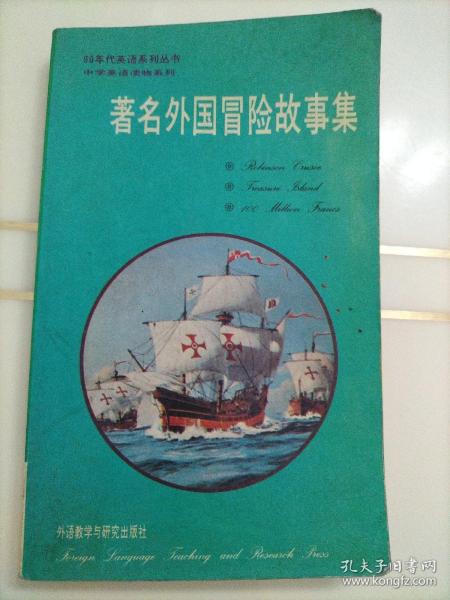 90年代英语系列丛书
中学英语读物系列
著名外国冒险故事集
Robinson Crusoe
Treasure Island
100 Million Francs
外语教学与研究出版社
Foreign Language Teaching and Research Press
孔夫子旧书网
www.kongfz.com